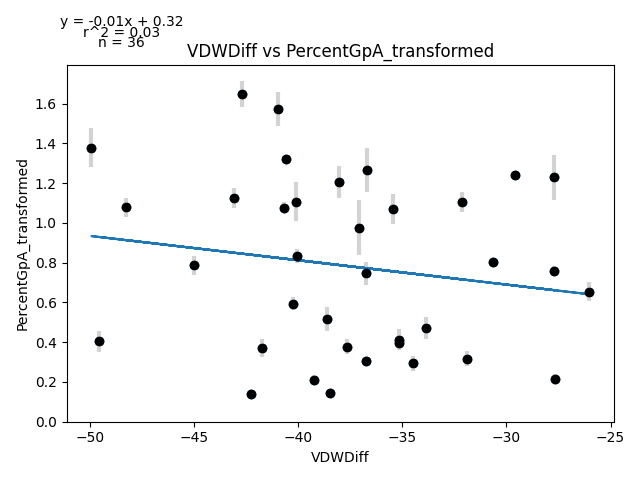 y = -0.01x + 0.32
r^2 = 0.03
n = 36
VDWDiff vs PercentGpA_transformed
PercentGpA_transformed
1.6
1.4
1.2
1.0
0.8
0.6
0.4
0.2
0.0
−50
−45
−40
−35
−30
−25
VDWDiff